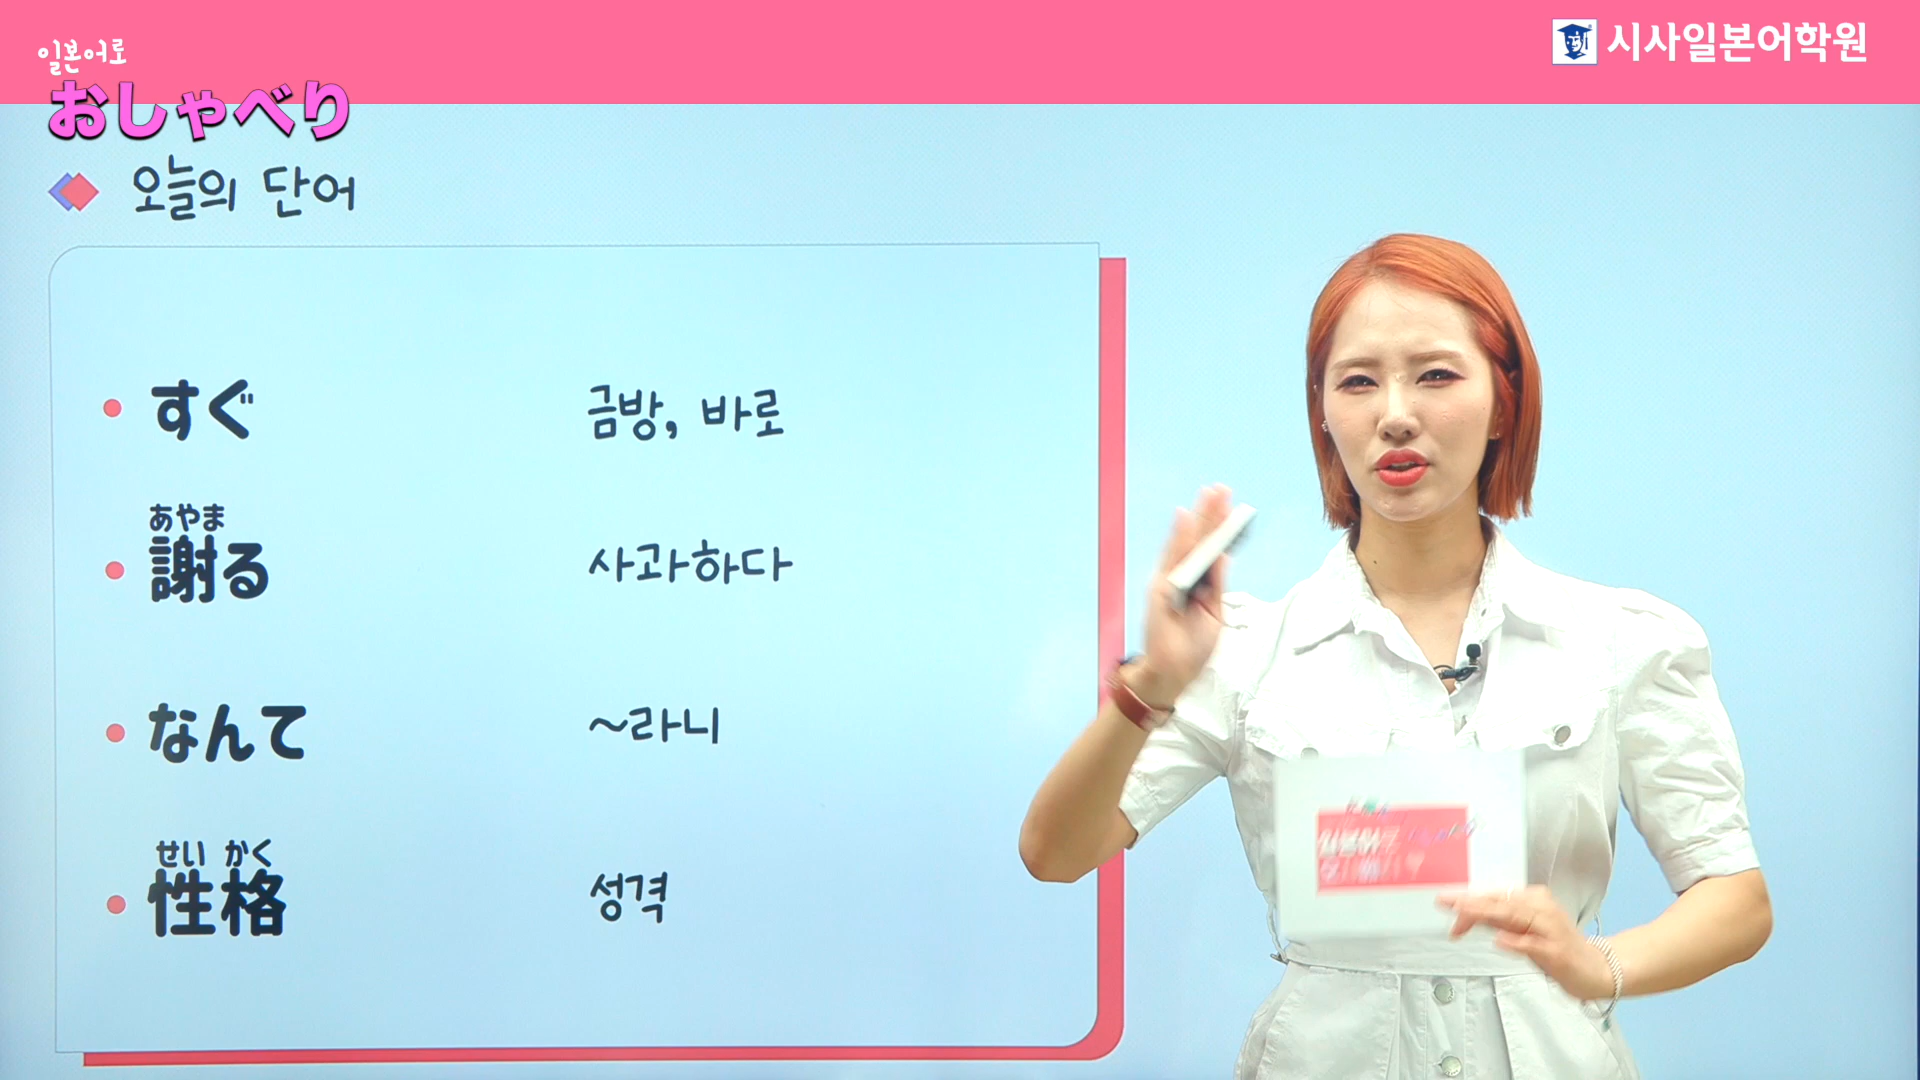 일본어로
おしゃべり
시사일본어학원
오늘의 단어
すぐ 금방, 바로
あやま
謝る 사과하다
なんて ~라니
せい かく
性格 성격